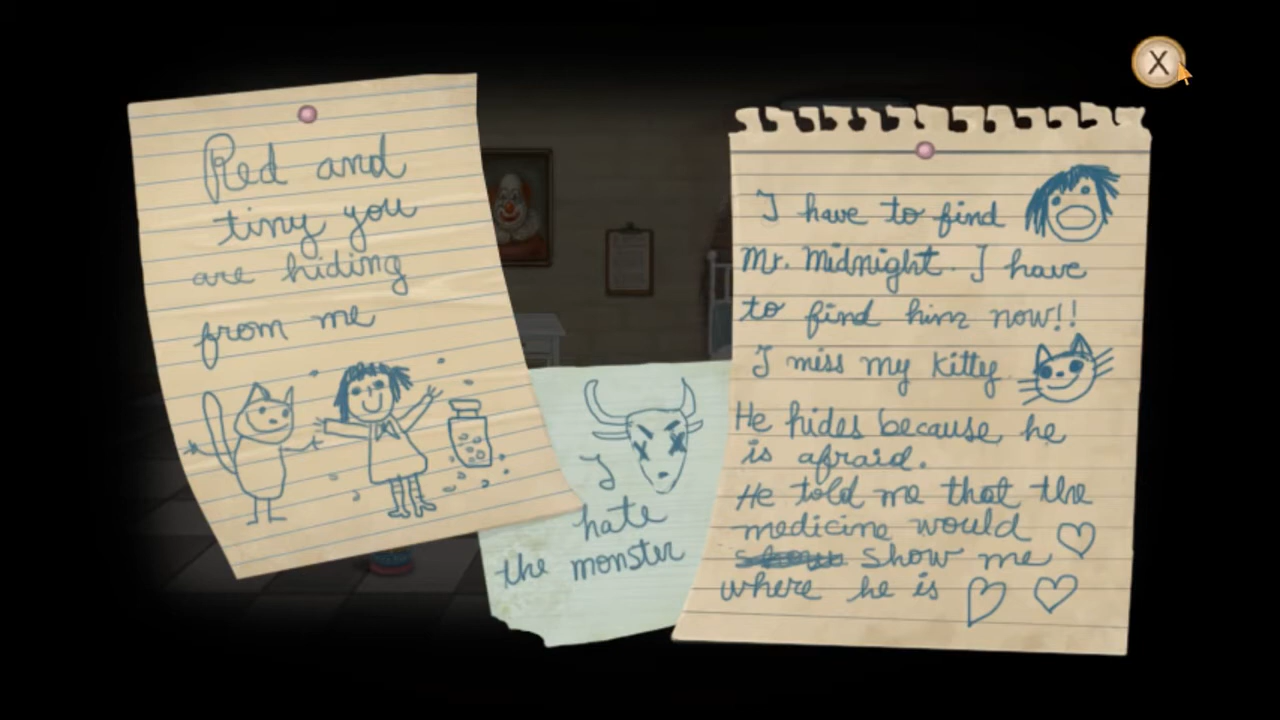 Red and
tiny you
are hiding
from me
I
hate
the monster
I have to find
Mr. Midnight. I have
to find him now!!
I miss my kitty
He hides because he
is afraid.
He told me that the
medicine would
show me
where he is
X